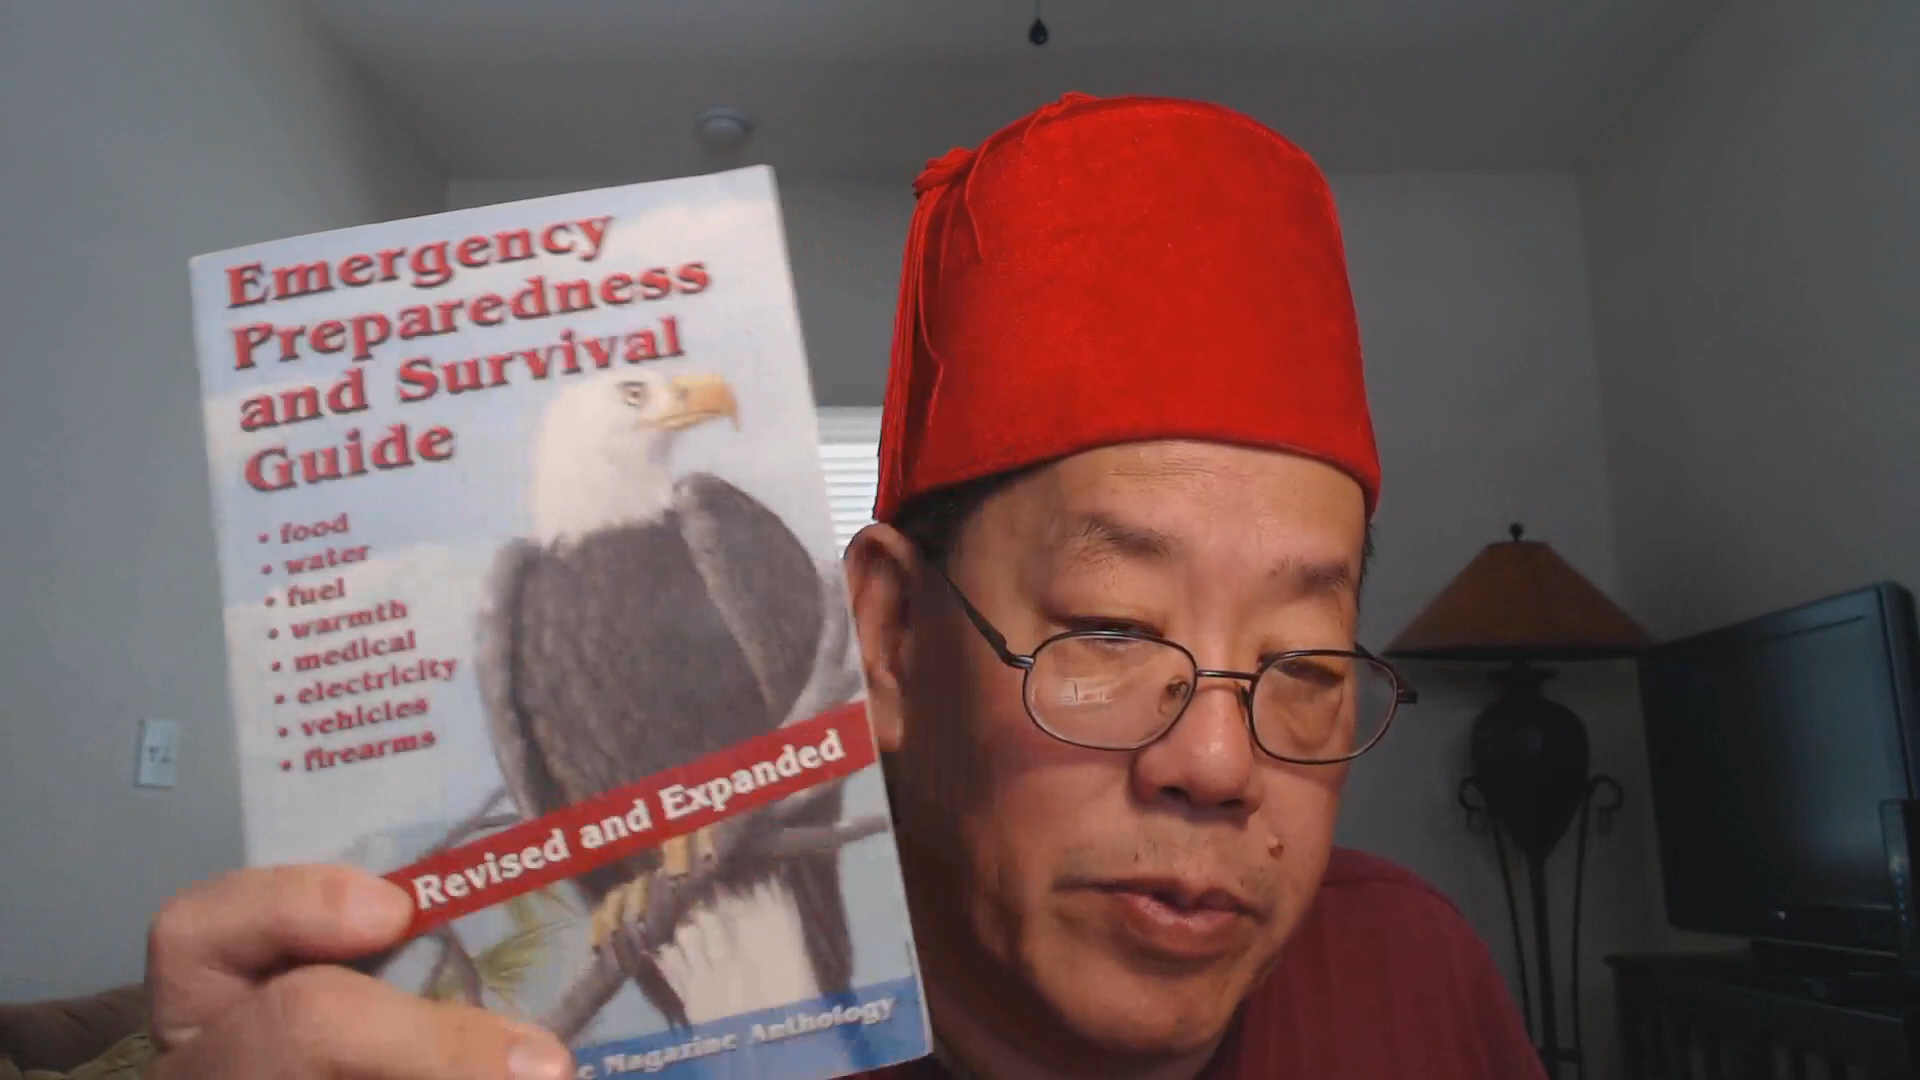 Emergency
Preparedness
and Survival
Guide
• food
• water
• fuel
• warmth
• medical
• electricity
• vehicles
• firearms
Revised and Expanded
Magazine Anthology